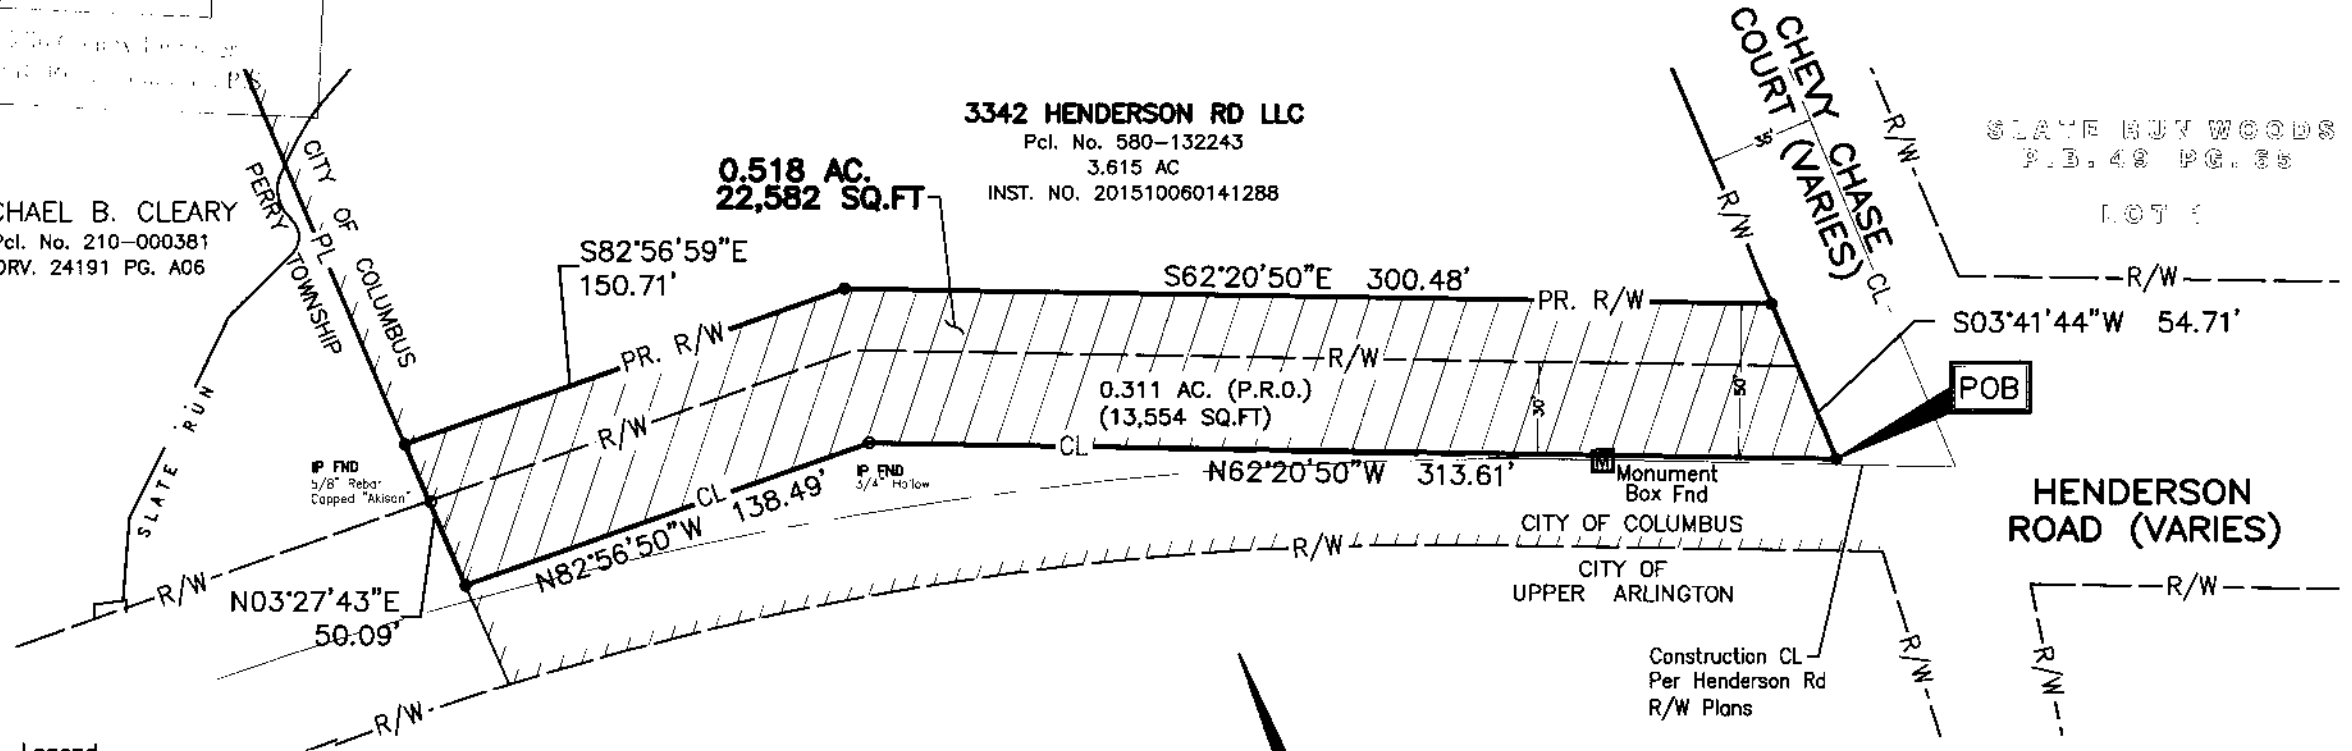 P.S.
CITY OF COLUMBUS
PERRY TOWNSHIP
PL
CHAEL B. CLEARY
Pcl. No. 210-000381
ORV. 24191 PG. A06
SLATE RUN
3342 HENDERSON RD LLC
Pcl. No. 580-132243
3.615 AC
INST. NO. 201510060141288
0.518 AC.
22,582 SQ.FT
S82°56'59"E
150.71'
S62°20'50"E 300.48'
PR. R/W
PR. R/W
R/W
R/W
0.311 AC. (P.R.O.)
(13,554 SQ.FT)
30'
50'
CHEVY CHASE
COURT (VARIES)
35'
R/W
R/W
CL
SLATE RUN WOODS
P.B. 49 PG. 65
LOT 1
R/W
S03°41'44"W 54.71'
POB
CL
N62°20'50"W 313.61'
M
Monument
Box Fnd
IP FND
5/8" Rebar
Capped "Akison"
IP FND
3/4" Hollow
CL
N82°56'50"W 138.49'
N03°27'43"E
50.09'
R/W
R/W
R/W
CITY OF COLUMBUS
CITY OF
UPPER ARLINGTON
HENDERSON
ROAD (VARIES)
R/W
R/W
R/W
Construction CL
Per Henderson Rd
R/W Plans
Legend